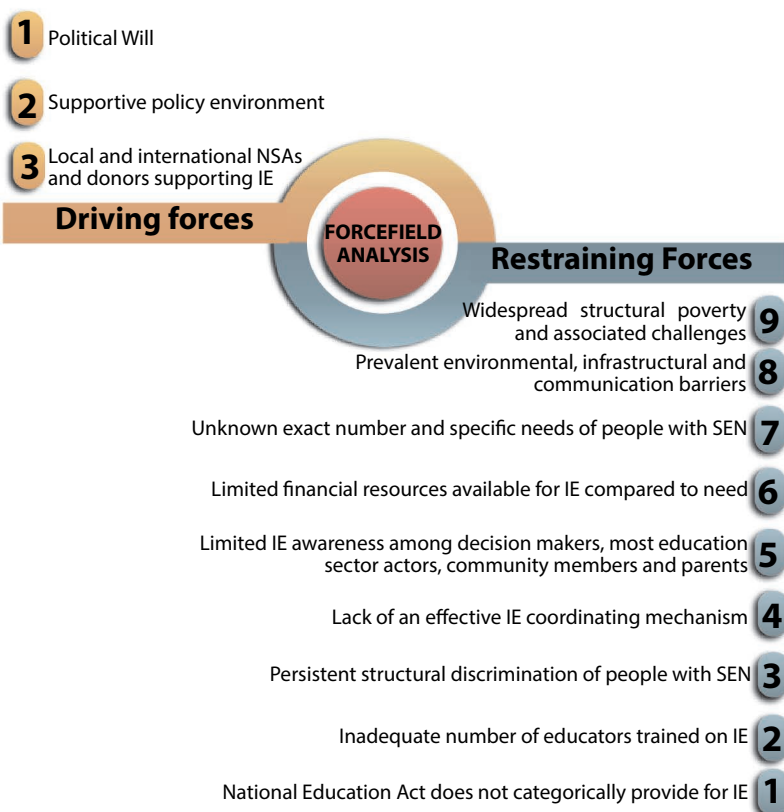 1 Political Will
2 Supportive policy environment
3 Local and international NSAs
and donors supporting IE
Driving forces
FORCEFIELD
ANALYSIS
Restraining Forces
Widespread structural poverty
and associated challenges 9
Prevalent environmental, infrastructural and
communication barriers 8
Unknown exact number and specific needs of people with SEN 7
Limited financial resources available for IE compared to need 6
Limited IE awareness among decision makers, most education
sector actors, community members and parents 5
Lack of an effective IE coordinating mechanism 4
Persistent structural discrimination of people with SEN 3
Inadequate number of educators trained on IE 2
National Education Act does not categorically provide for IE 1